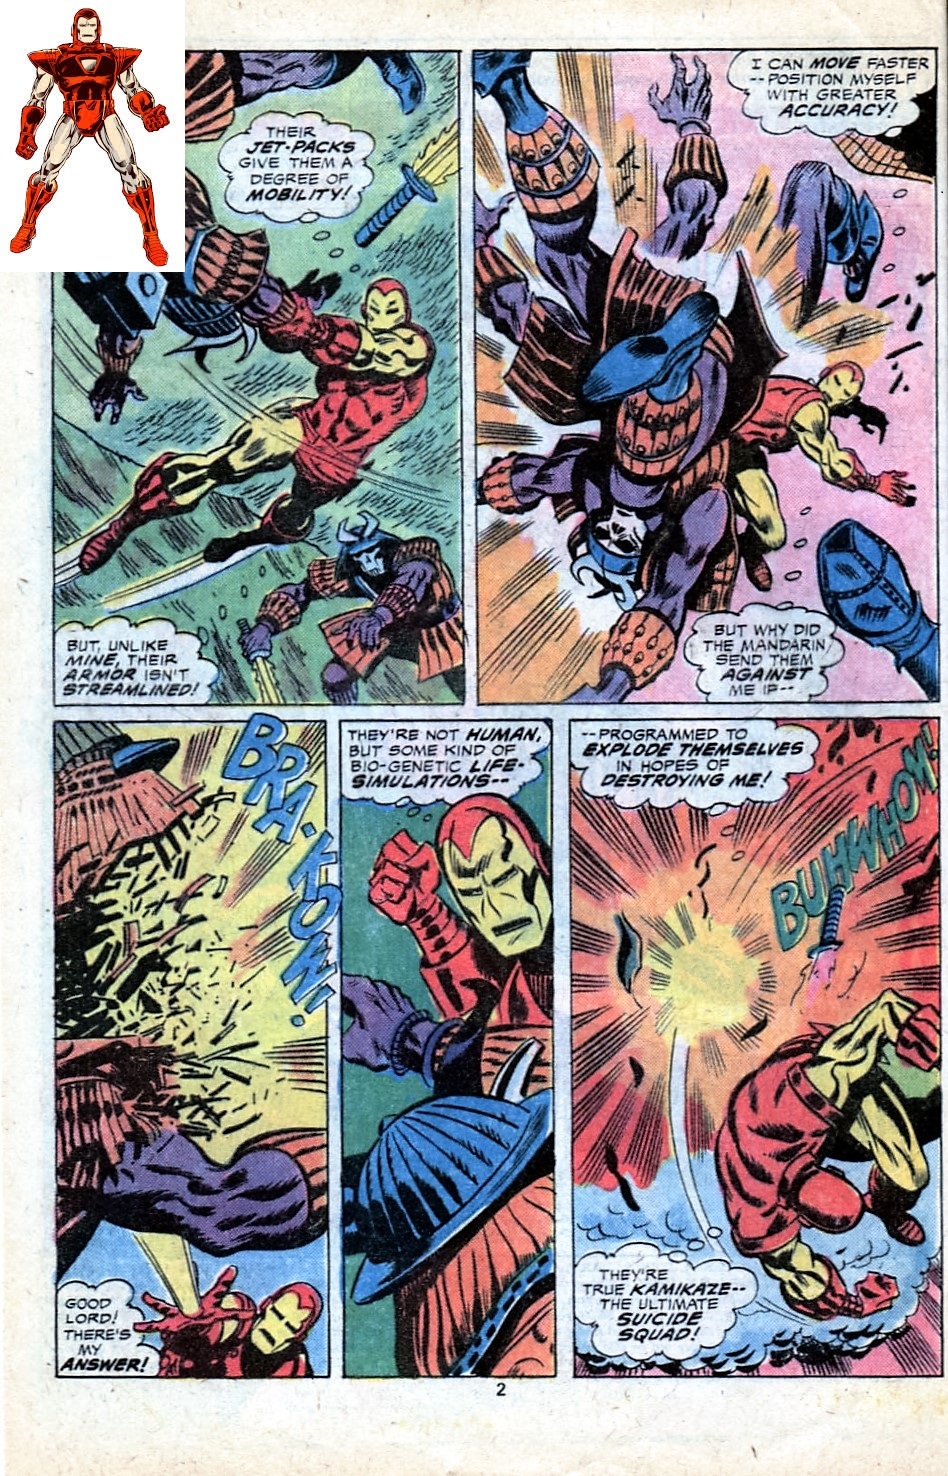 THEIR
JET-PACKS
GIVE THEM A
DEGREE OF
MOBILITY!
BUT, UNLIKE
MINE, THEIR
ARMOR ISN'T
STREAMLINED!
I CAN MOVE FASTER
--POSITION MYSELF
WITH GREATER
ACCURACY!
BUT WHY DID
THE MANDARIN
SEND THEM
AGAINST
ME IF--
BRA-KOWW!
GOOD
LORD!
THERE'S
MY
ANSWER!
THEY'RE NOT HUMAN,
BUT SOME KIND OF
BIO-GENETIC LIFE-
SIMULATIONS--
--PROGRAMMED TO
EXPLODE THEMSELVES
IN HOPES OF
DESTROYING ME!
BUHWHOM!
THEY'RE
TRUE KAMIKAZE--
THE ULTIMATE
SUICIDE
SQUAD!
2